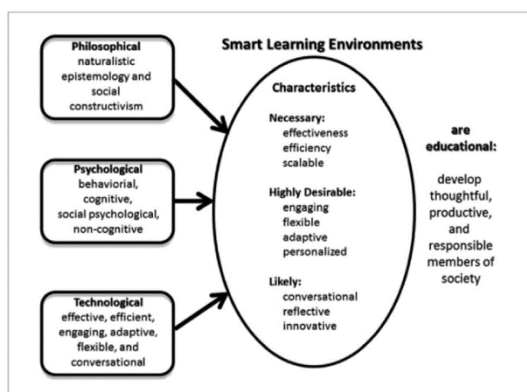 Smart Learning Environments
Philosophical
naturalistic
epistemology and
social
constructivism
Psychological
behaviorial,
cognitive,
social psychological,
non-cognitive
Technological
effective, efficient,
engaging, adaptive,
flexible, and
conversational
Characteristics
Necessary:
effectiveness
efficiency
scalable
Highly Desirable:
engaging
flexible
adaptive
personalized
Likely:
conversational
reflective
innovative
are
educational:
develop
thoughtful,
productive,
and
responsible
members of
society